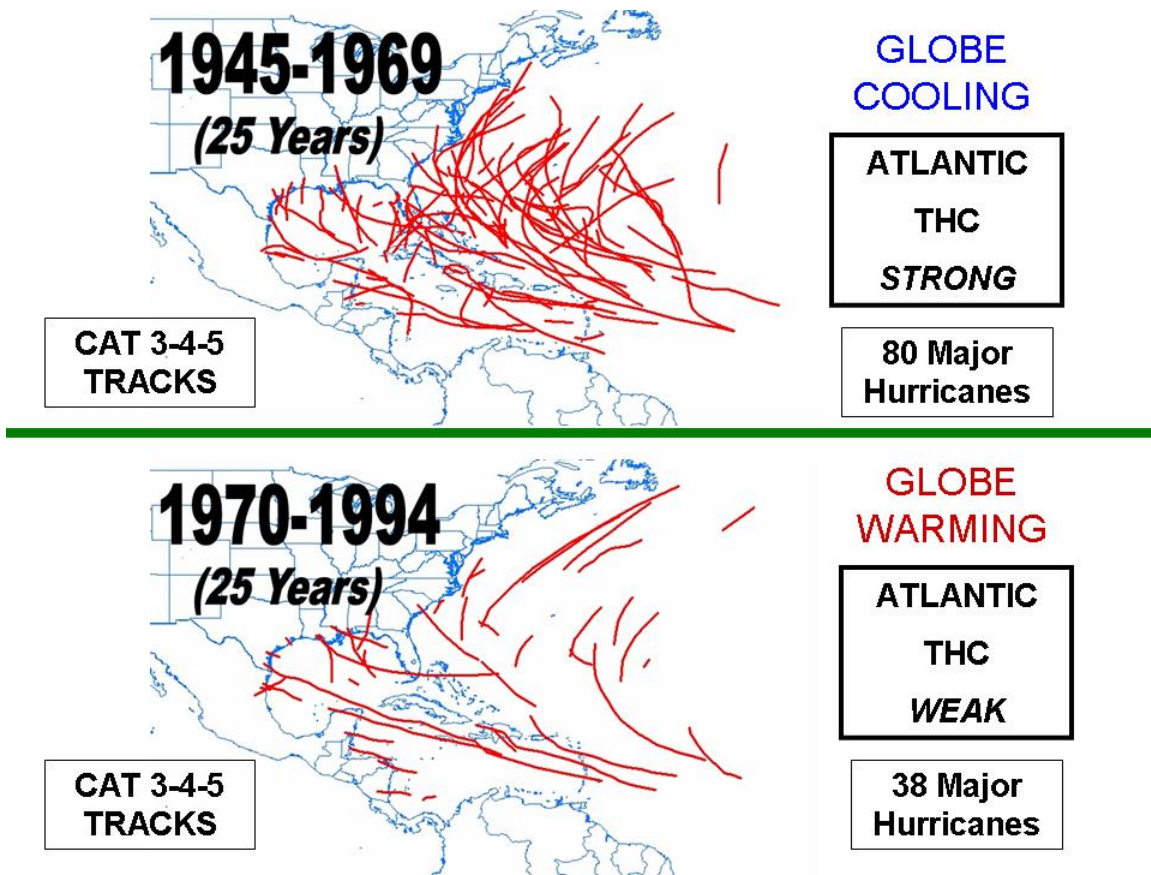 1945-1969
(25 Years)
GLOBE
COOLING
ATLANTIC
THC
STRONG
CAT 3-4-5
TRACKS
80 Major
Hurricanes
1970-1994
(25 Years)
GLOBE
WARMING
ATLANTIC
THC
WEAK
CAT 3-4-5
TRACKS
38 Major
Hurricanes